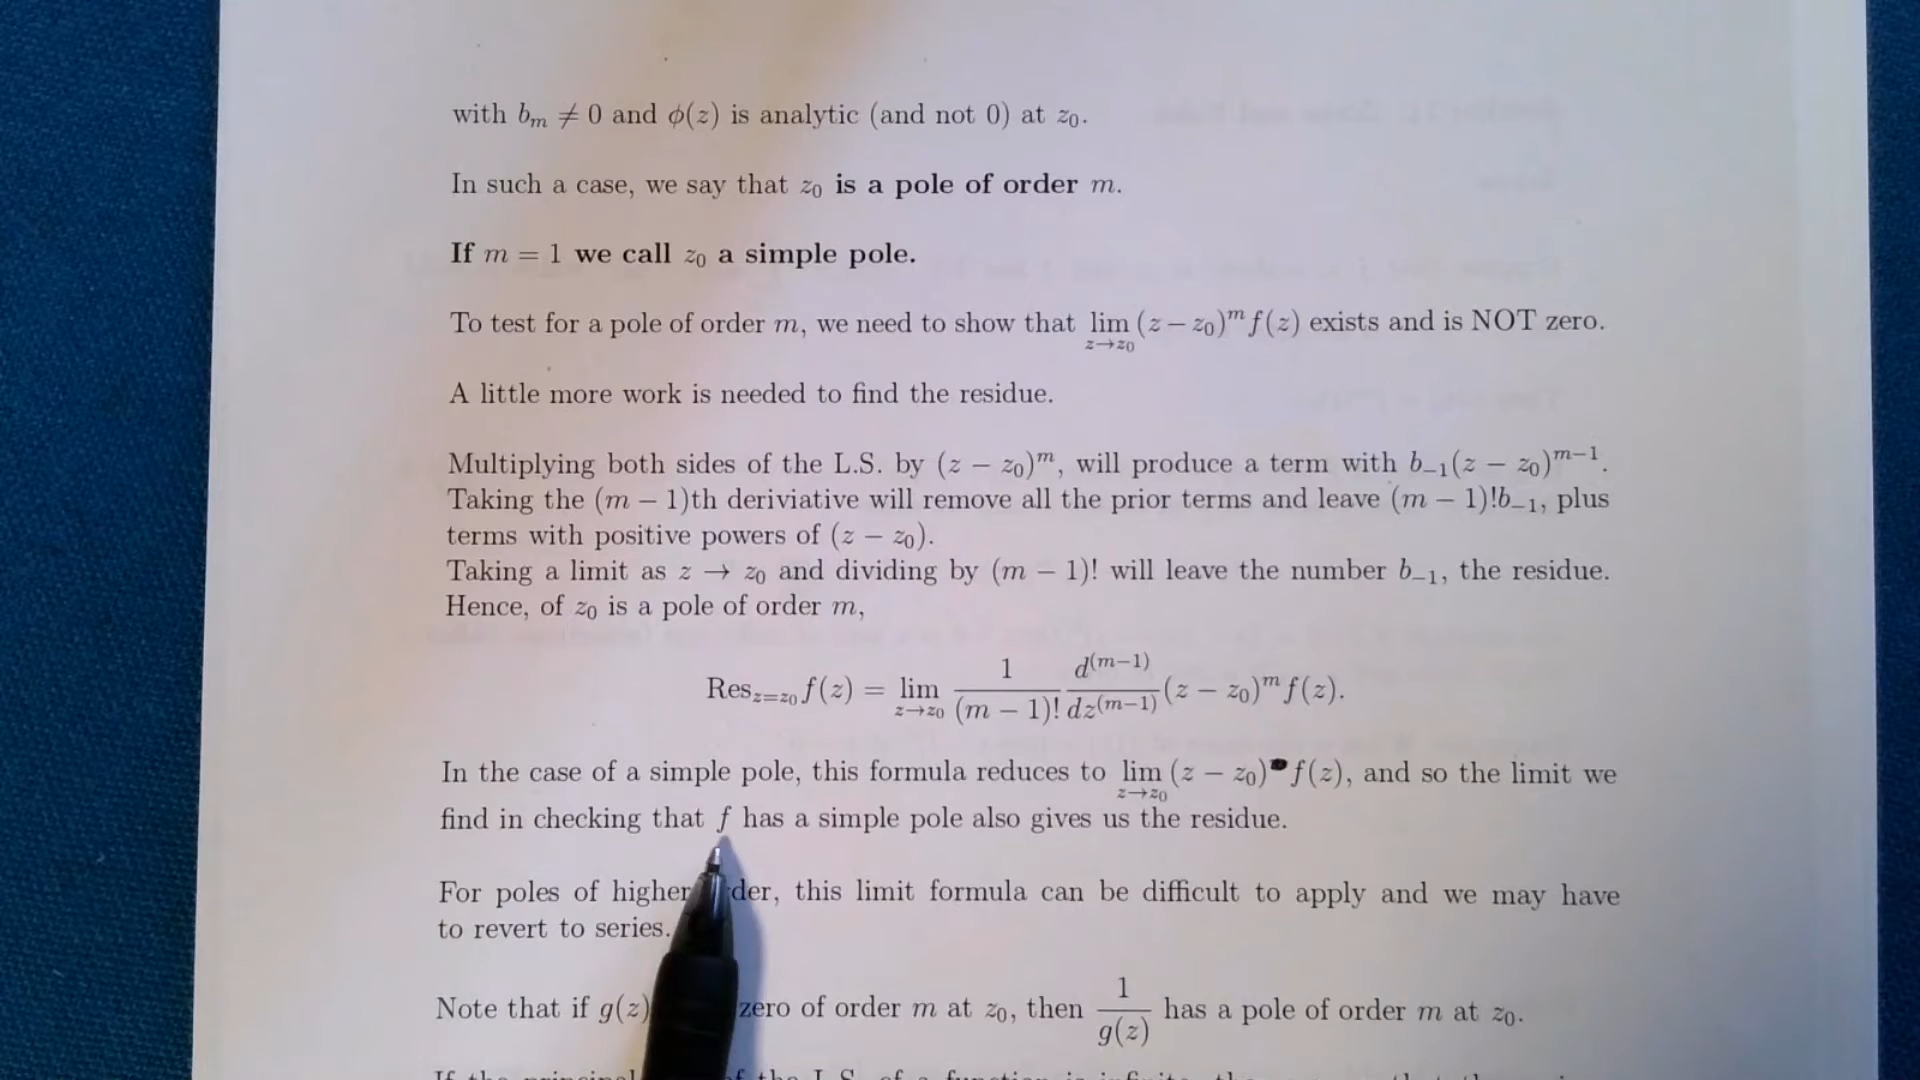 with b_m ≠ 0 and ϕ(z) is analytic (and not 0) at z_0.
In such a case, we say that z_0 is a pole of order m.
If m = 1 we call z_0 a simple pole.
To test for a pole of order m, we need to show that lim_{z→z_0} (z − z_0)^m f(z) exists and is NOT zero.
A little more work is needed to find the residue.
Multiplying both sides of the L.S. by (z − z_0)^m, will produce a term with b_{−1}(z − z_0)^{m−1}.
Taking the (m − 1)th deriviative will remove all the prior terms and leave (m − 1)!b_{−1}, plus
terms with positive powers of (z − z_0).
Taking a limit as z → z_0 and dividing by (m − 1)! will leave the number b_{−1}, the residue.
Hence, of z_0 is a pole of order m,
Res_{z=z_0} f(z) = lim_{z→z_0} \frac{1}{(m − 1)!} \frac{d^{(m−1)}}{dz^{(m−1)}} (z − z_0)^m f(z).
In the case of a simple pole, this formula reduces to lim_{z→z_0} (z − z_0) f(z), and so the limit we
find in checking that f has a simple pole also gives us the residue.
For poles of higher this limit formula can be difficult to apply and we may have
to revert to series.
Note that if g(z) zero of order m at z_0, then \frac{1}{g(z)} has a pole of order m at z_0.